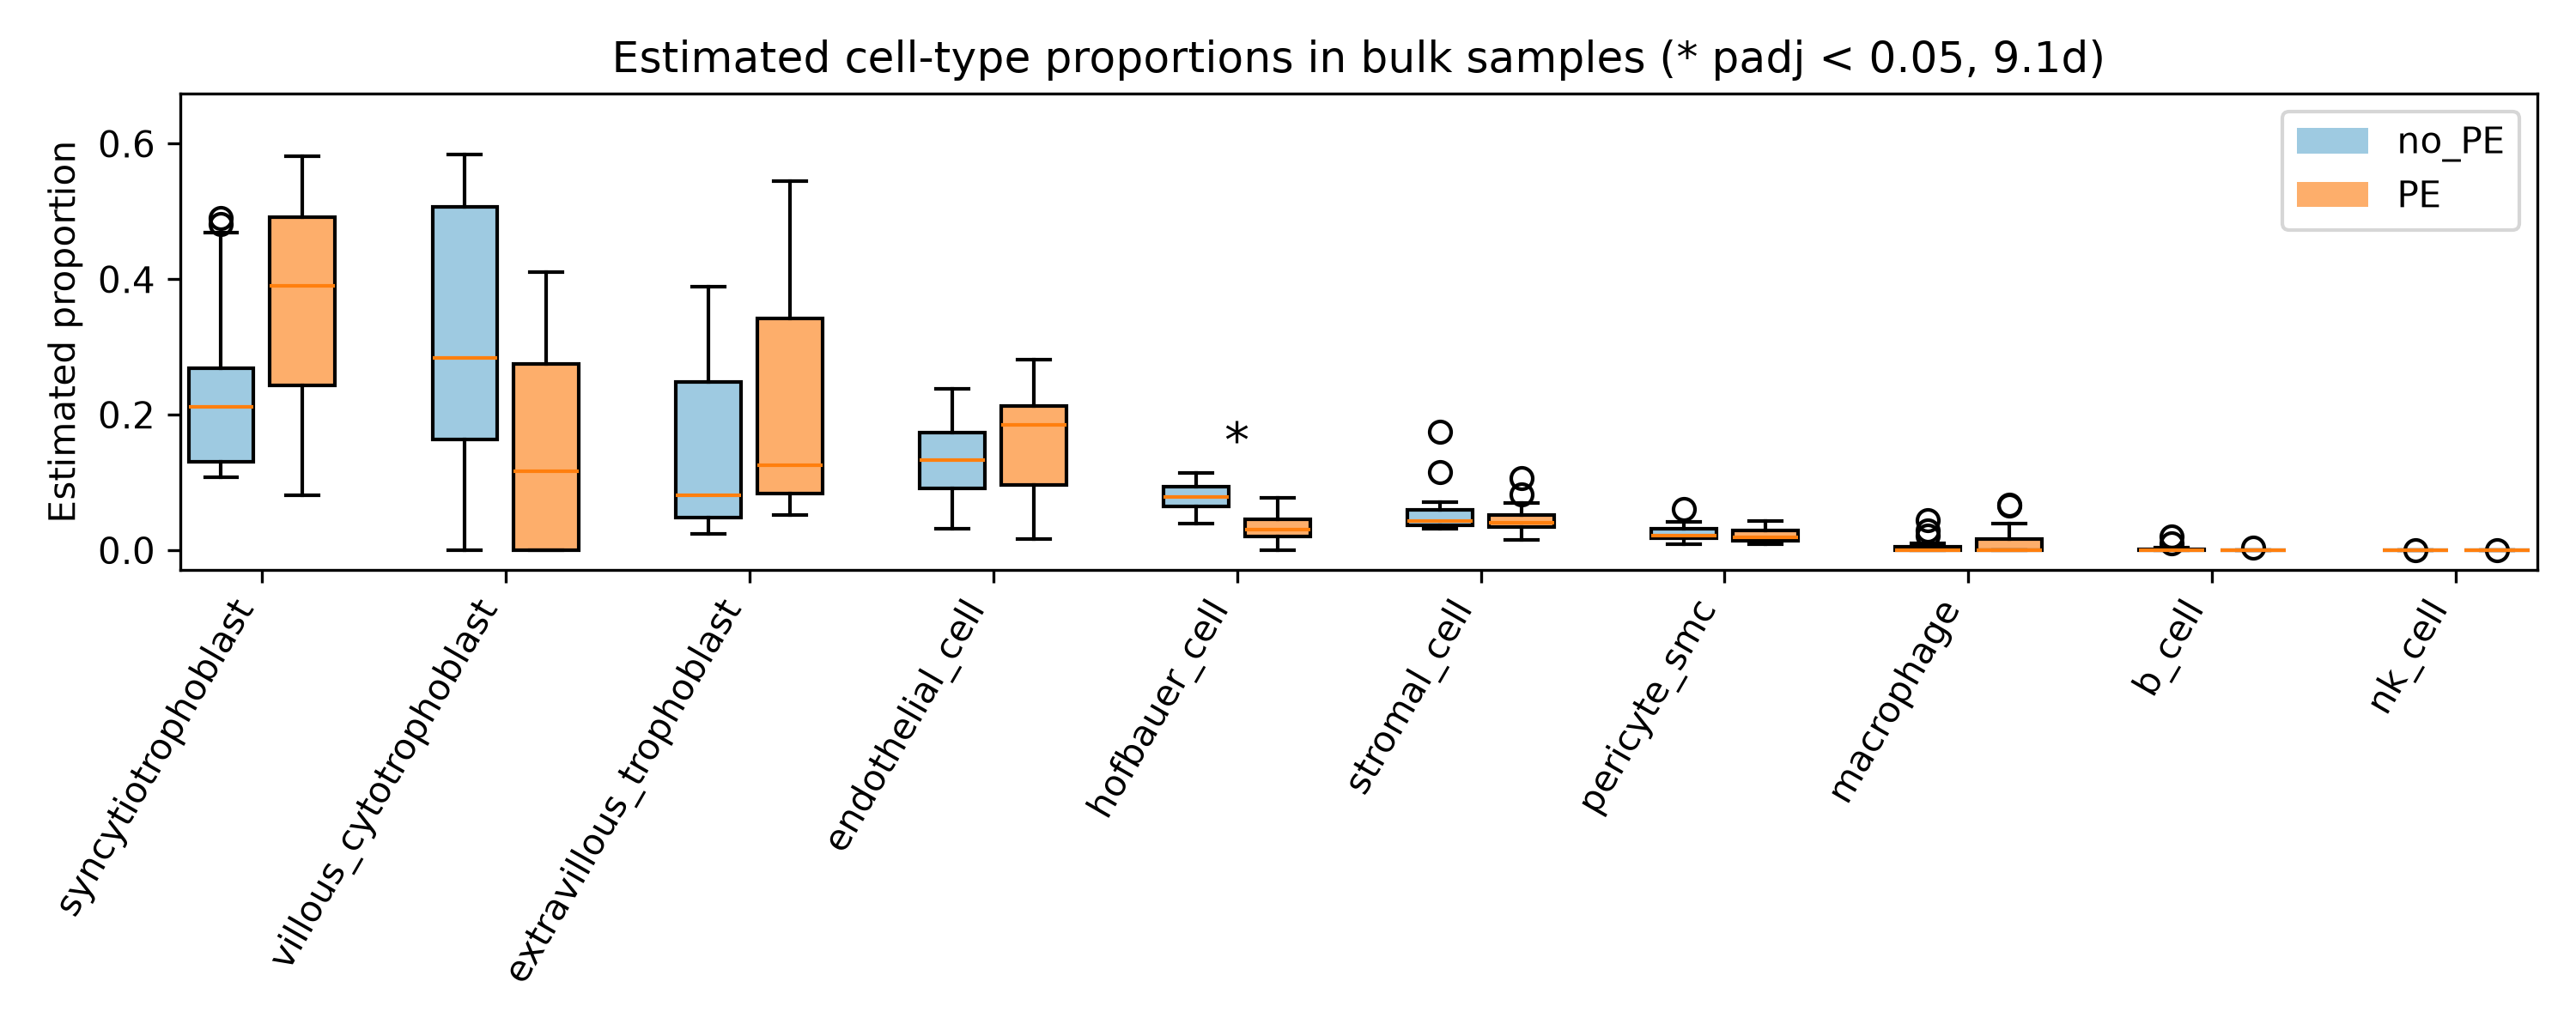 Estimated cell-type proportions in bulk samples (* padj < 0.05, 9.1d)
Estimated proportion
0.6
0.4
0.2
0.0
no_PE
PE
*
syncytiotrophoblast
villous_cytotrophoblast
extravillous_trophoblast
endothelial_cell
hofbauer_cell
stromal_cell
pericyte_smc
macrophage
b_cell
nk_cell